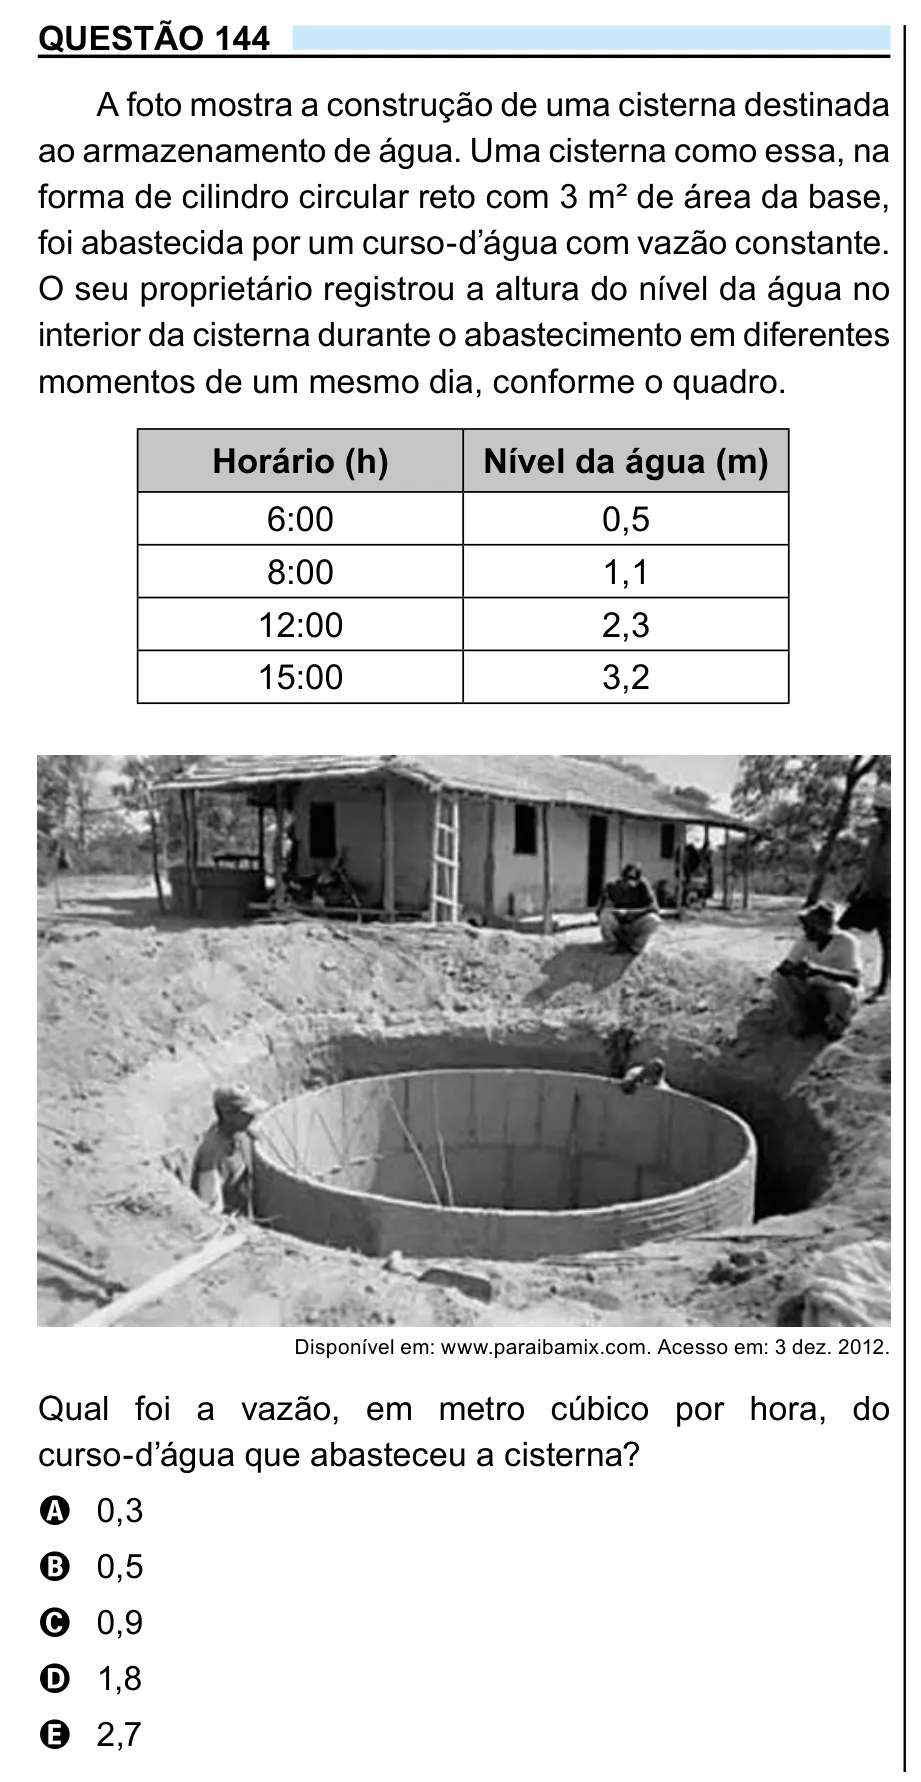 QUESTÃO 144
A foto mostra a construção de uma cisterna destinada
ao armazenamento de água. Uma cisterna como essa, na
forma de cilindro circular reto com 3 m² de área da base,
foi abastecida por um curso-d’água com vazão constante.
O seu proprietário registrou a altura do nível da água no
interior da cisterna durante o abastecimento em diferentes
momentos de um mesmo dia, conforme o quadro.
Horário (h) Nível da água (m)
6:00 0,5
8:00 1,1
12:00 2,3
15:00 3,2
Disponível em: www.paraibamix.com. Acesso em: 3 dez. 2012.
Qual foi a vazão, em metro cúbico por hora, do
curso-d’água que abasteceu a cisterna?
A 0,3
B 0,5
C 0,9
D 1,8
E 2,7